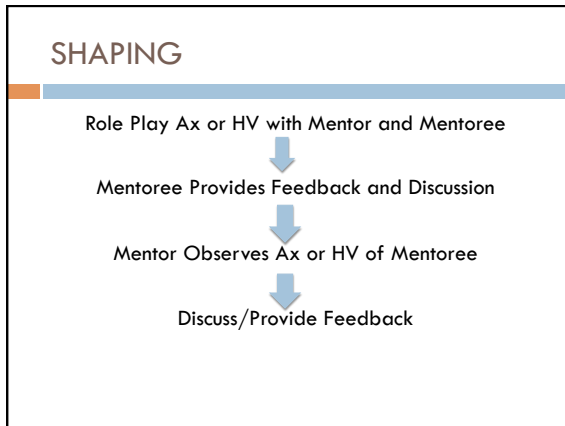 SHAPING
Role Play Ax or HV with Mentor and Mentoree
Mentoree Provides Feedback and Discussion
Mentor Observes Ax or HV of Mentoree
Discuss/Provide Feedback